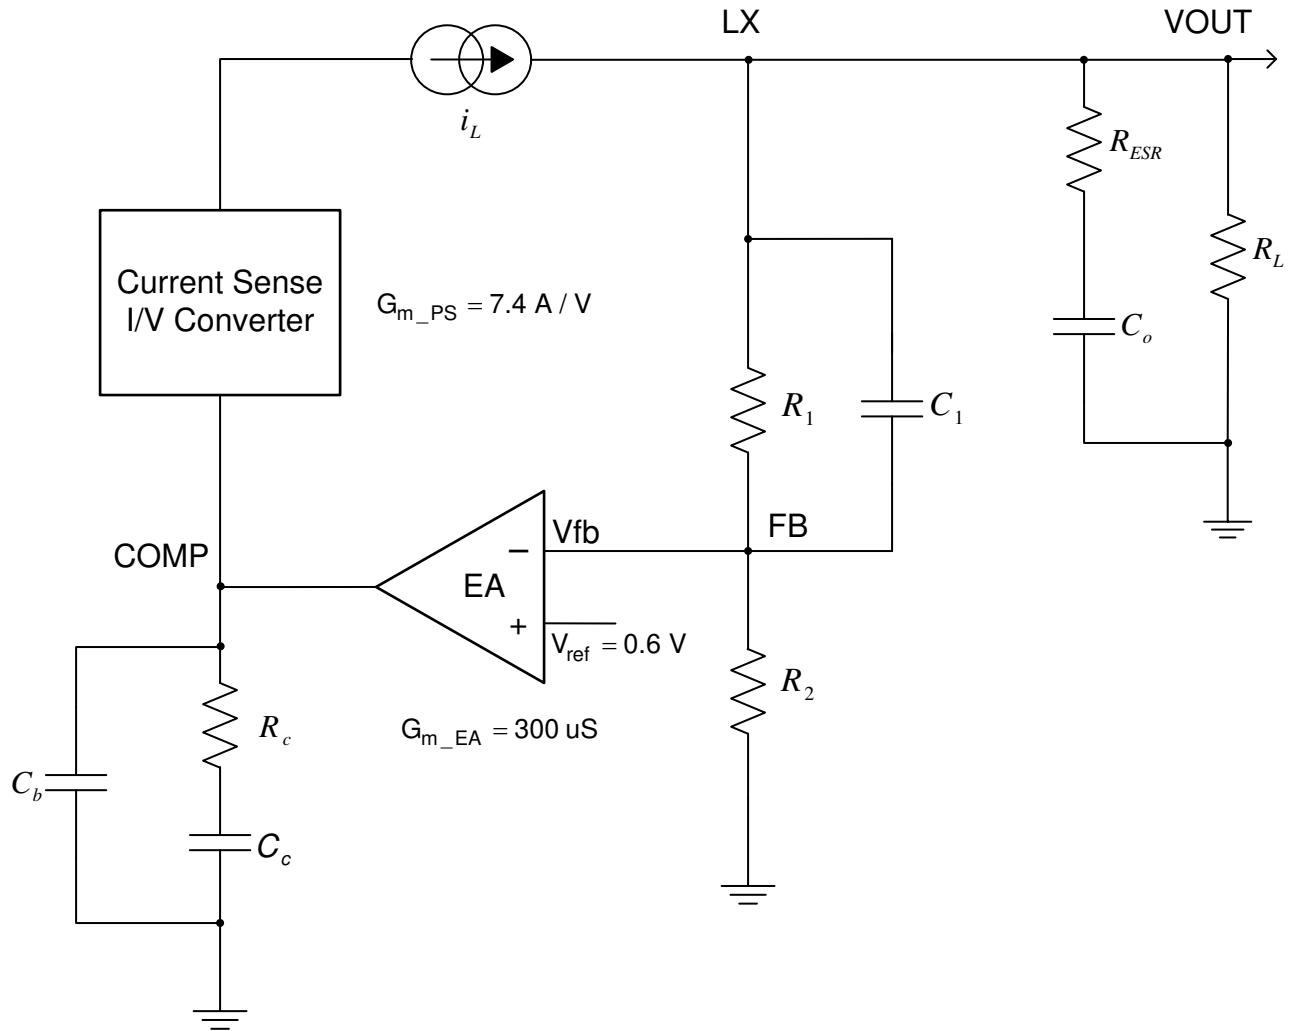 LX
VOUT
i_L
R_ESR
Current Sense
I/V Converter
G_m_PS = 7.4 A / V
R_L
C_o
R_1
C_1
Vfb
FB
COMP
−
EA
+
V_ref = 0.6 V
R_2
R_c
G_m_EA = 300 uS
C_b
C_c